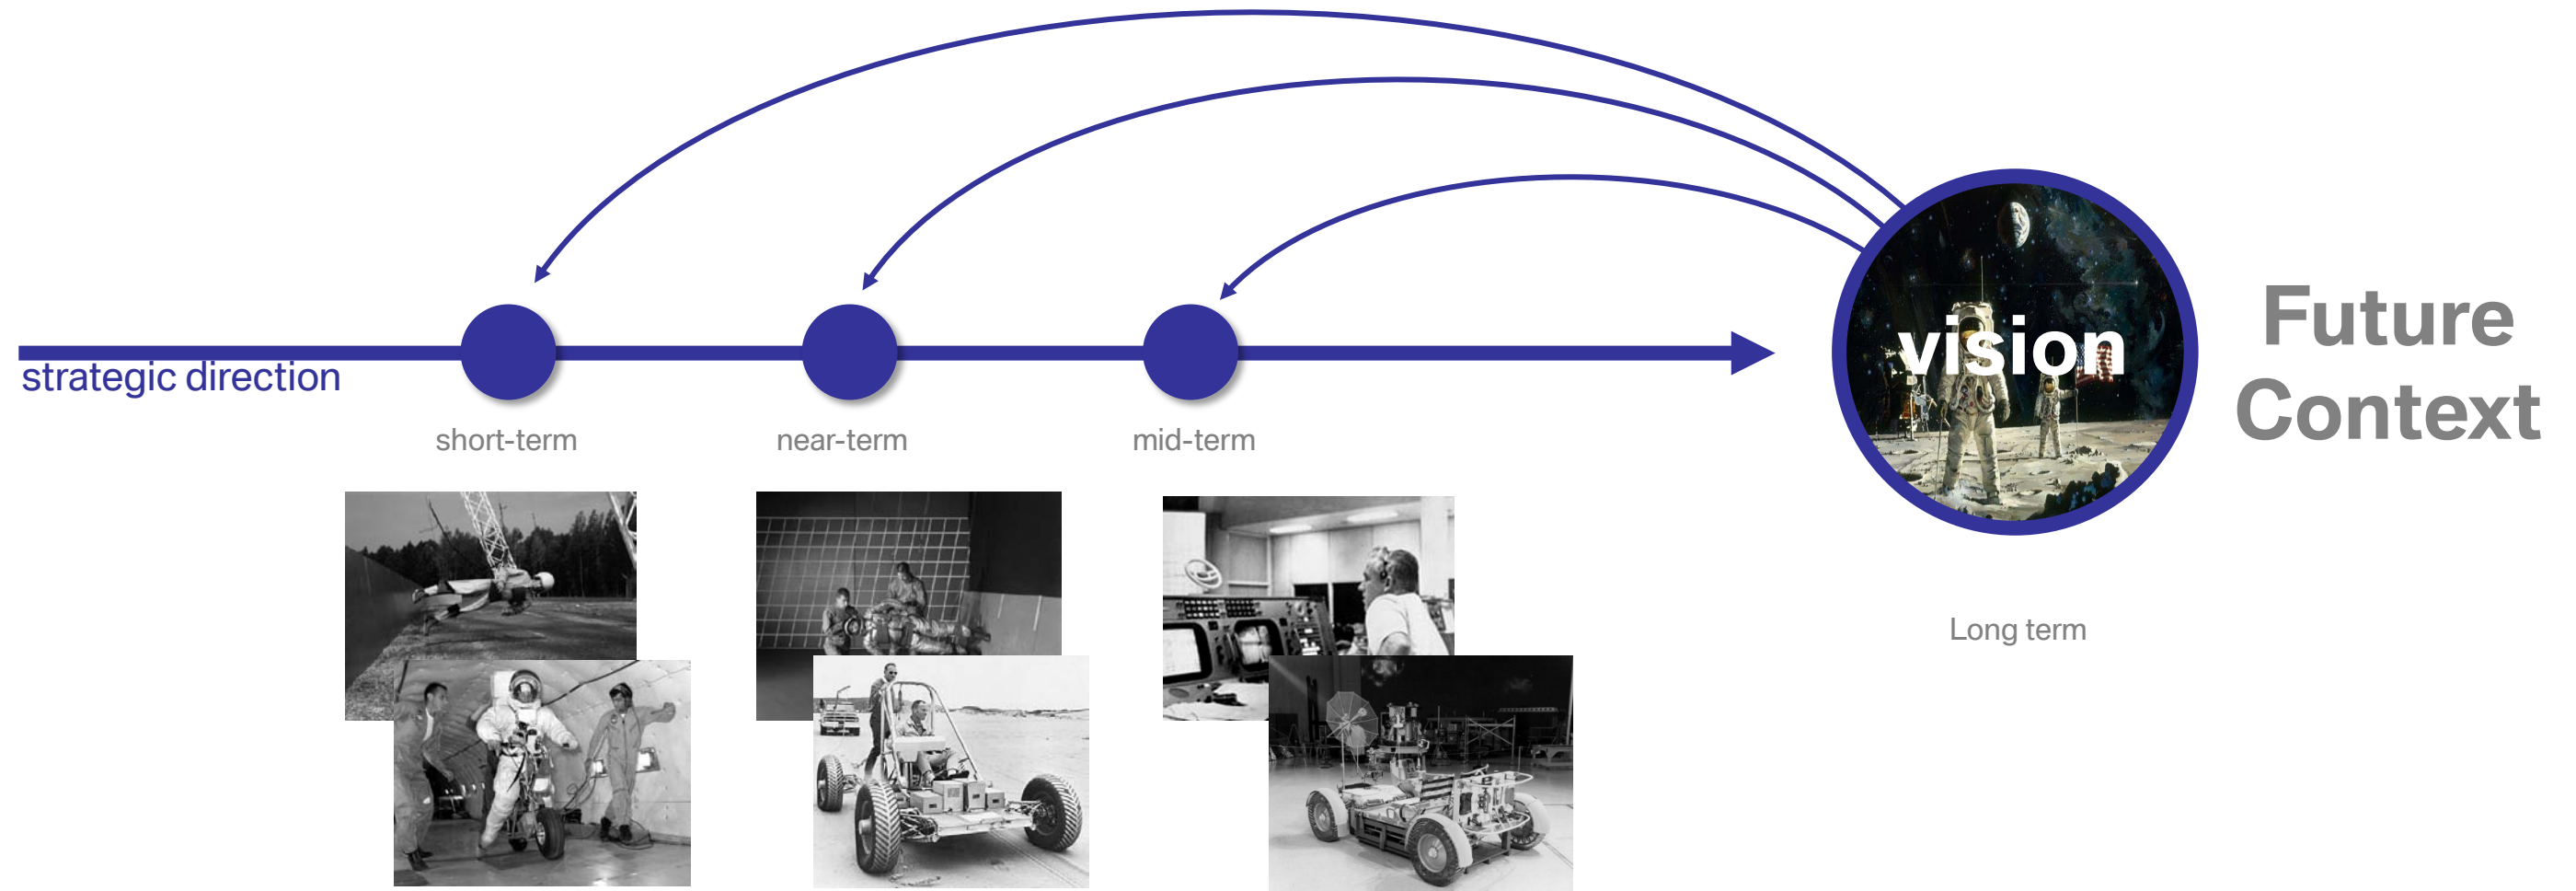 vision
Future
Context
strategic direction
short-term
near-term
mid-term
Long term